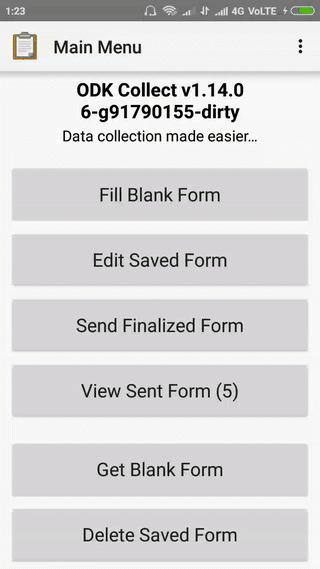 1:23
4G VoLTE
Main Menu
ODK Collect v1.14.0
6-g91790155-dirty
Data collection made easier...
Fill Blank Form
Edit Saved Form
Send Finalized Form
View Sent Form (5)
Get Blank Form
Delete Saved Form